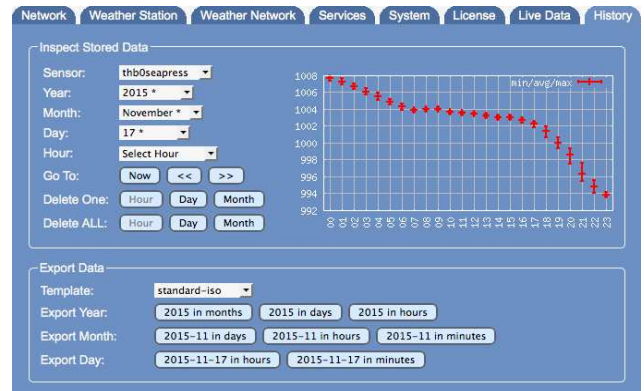 Network Weather Station Weather Network Services System License Live Data History
Inspect Stored Data
Sensor: thb0seapress
Year: 2015 *
Month: November *
Day: 17 *
Hour: Select Hour
Go To: Now << >>
Delete One: Hour Day Month
Delete ALL: Hour Day Month
min/avg/max
1008
1006
1004
1002
1000
998
996
994
992
00 01 02 03 04 05 06 07 08 09 10 11 12 13 14 15 16 17 18 19 20 21 22 23
Export Data
Template: standard-iso
Export Year: 2015 in months 2015 in days 2015 in hours
Export Month: 2015-11 in days 2015-11 in hours 2015-11 in minutes
Export Day: 2015-11-17 in hours 2015-11-17 in minutes